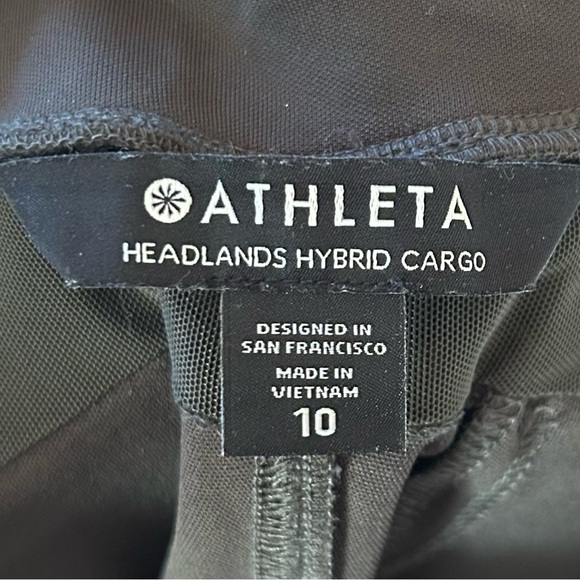 ATHLETA
HEADLANDS HYBRID CARGO
DESIGNED IN
SAN FRANCISCO
MADE IN
VIETNAM
10